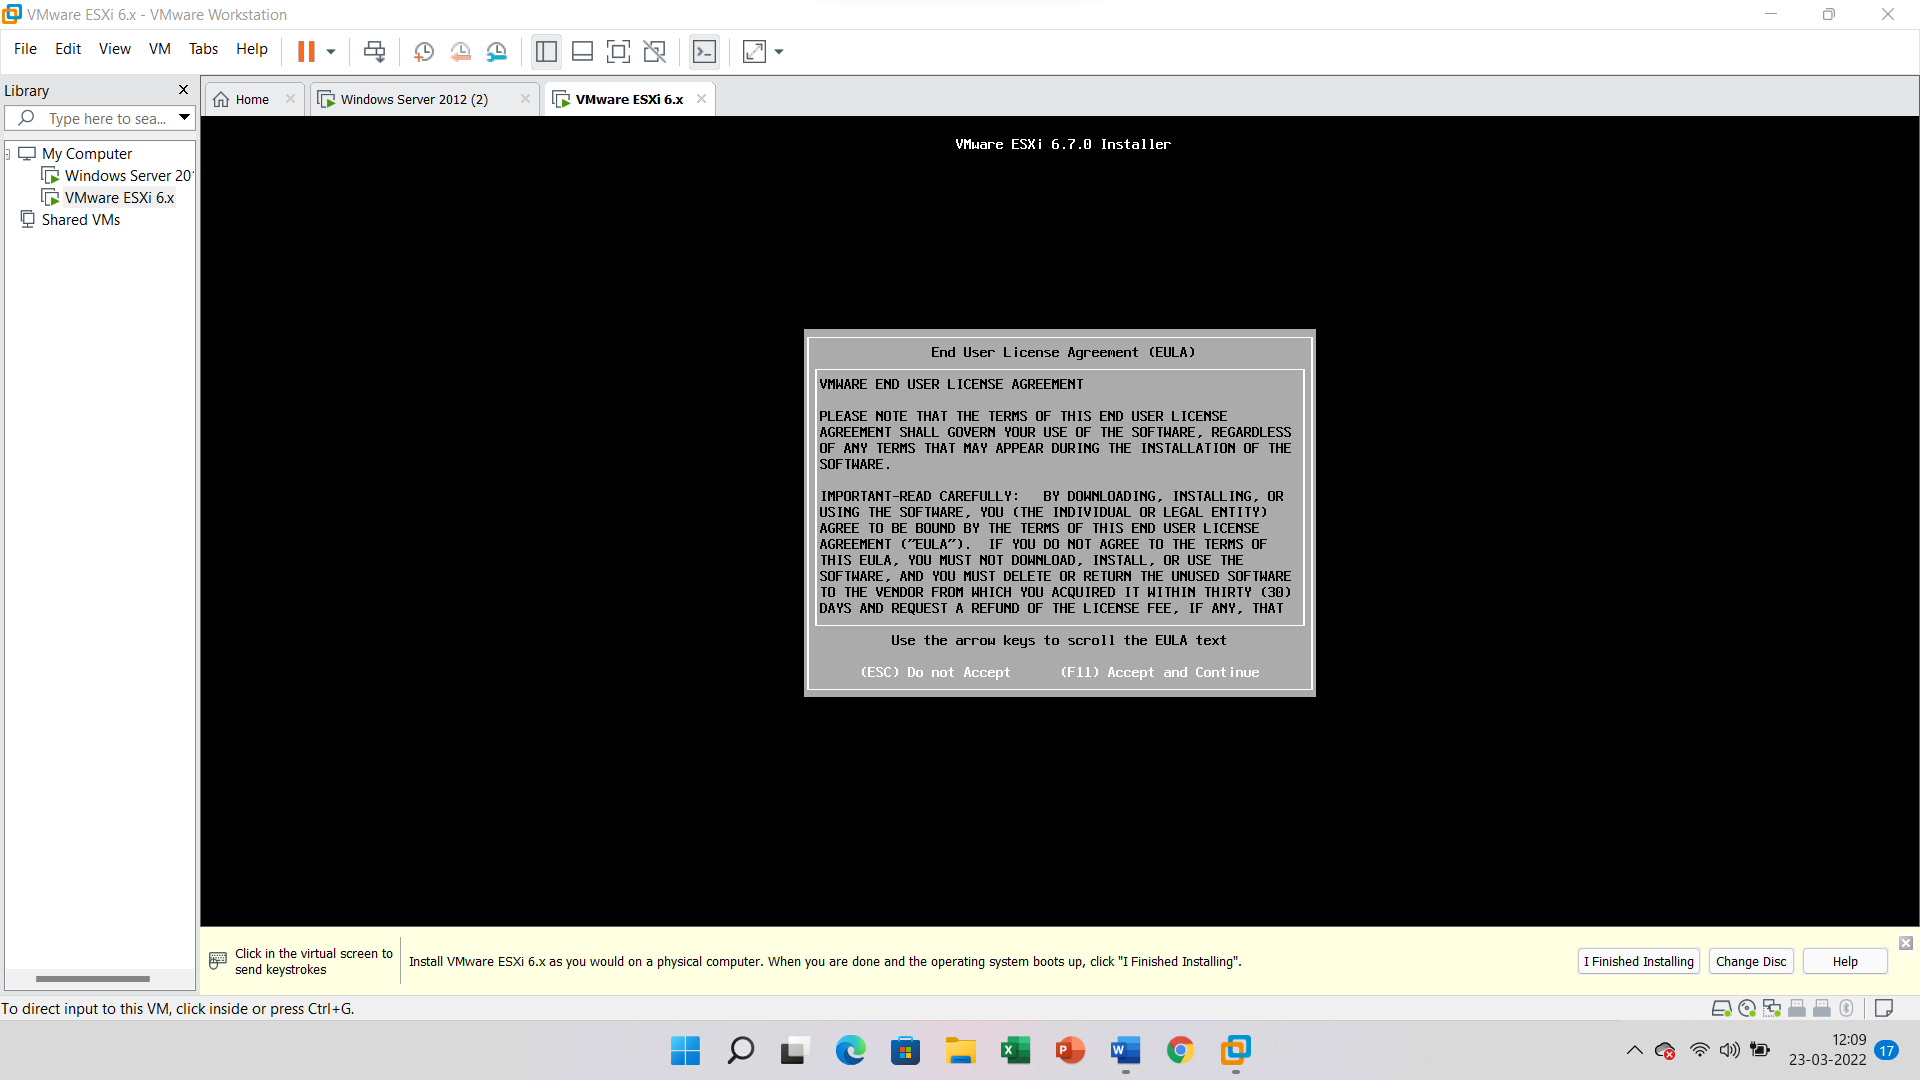 VMware ESXi 6.x - VMware Workstation
File Edit View VM Tabs Help
Library
Type here to sea...
My Computer
Windows Server 201
VMware ESXi 6.x
Shared VMs
Home
Windows Server 2012 (2)
VMware ESXi 6.x
VMware ESXi 6.7.0 Installer
End User License Agreement (EULA)
VMWARE END USER LICENSE AGREEMENT
PLEASE NOTE THAT THE TERMS OF THIS END USER LICENSE
AGREEMENT SHALL GOVERN YOUR USE OF THE SOFTWARE, REGARDLESS
OF ANY TERMS THAT MAY APPEAR DURING THE INSTALLATION OF THE
SOFTWARE.
IMPORTANT-READ CAREFULLY:   BY DOWNLOADING, INSTALLING, OR
USING THE SOFTWARE, YOU (THE INDIVIDUAL OR LEGAL ENTITY)
AGREE TO BE BOUND BY THE TERMS OF THIS END USER LICENSE
AGREEMENT ("EULA").  IF YOU DO NOT AGREE TO THE TERMS OF
THIS EULA, YOU MUST NOT DOWNLOAD, INSTALL, OR USE THE
SOFTWARE, AND YOU MUST DELETE OR RETURN THE UNUSED SOFTWARE
TO THE VENDOR FROM WHICH YOU ACQUIRED IT WITHIN THIRTY (30)
DAYS AND REQUEST A REFUND OF THE LICENSE FEE, IF ANY, THAT
Use the arrow keys to scroll the EULA text
(ESC) Do not Accept      (F11) Accept and Continue
Click in the virtual screen to
send keystrokes
Install VMware ESXi 6.x as you would on a physical computer. When you are done and the operating system boots up, click "I Finished Installing".
I Finished Installing
Change Disc
Help
To direct input to this VM, click inside or press Ctrl+G.
12:09
23-03-2022
17